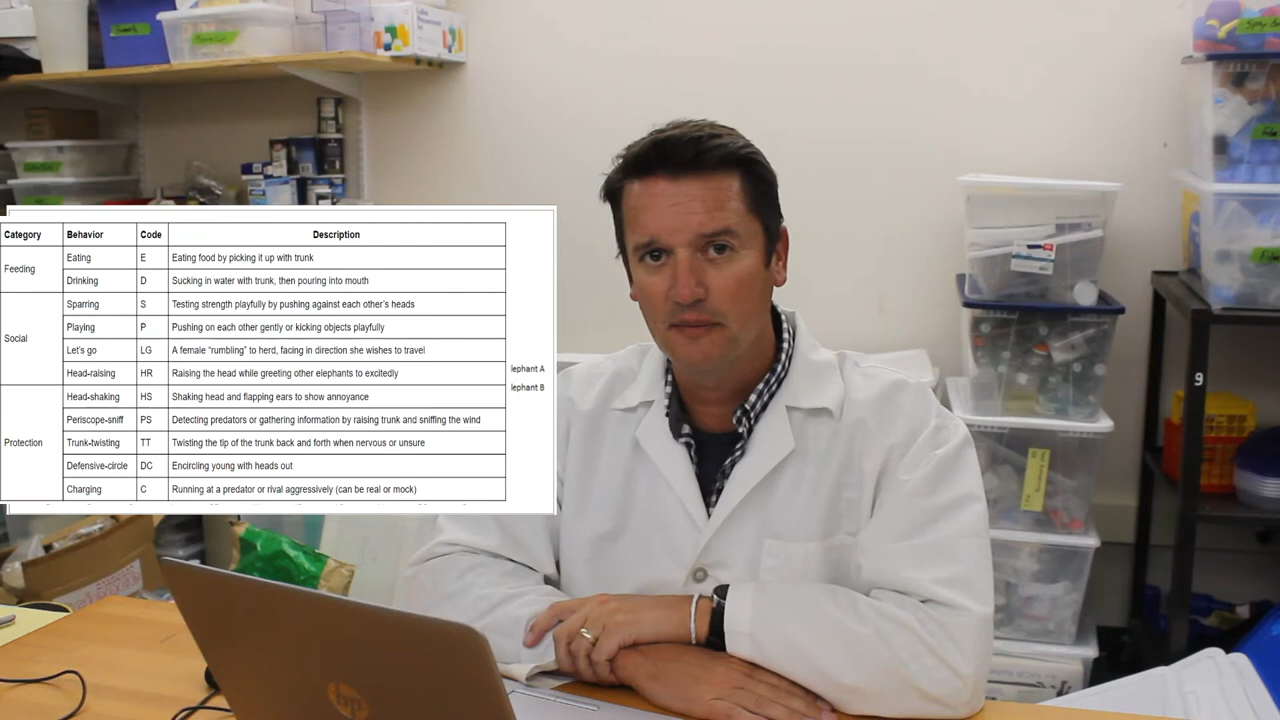 Category Behavior Code Description
Feeding
Eating E Eating food by picking it up with trunk
Drinking D Sucking in water with trunk, then pouring into mouth
Social
Sparring S Testing strength playfully by pushing against each other's heads
Playing P Pushing on each other gently or kicking objects playfully
Let's go LG A female "rumbling" to herd, facing in direction she wishes to travel
Head-raising HR Raising the head while greeting other elephants to excitedly
Protection
Head-shaking HS Shaking head and flapping ears to show annoyance
Periscope-sniff PS Detecting predators or gathering information by raising trunk and sniffing the wind
Trunk-twisting TT Twisting the tip of the trunk back and forth when nervous or unsure
Defensive-circle DC Encircling young with heads out
Charging C Running at a predator or rival aggressively (can be real or mock)
lephant A
lephant B
9
hp